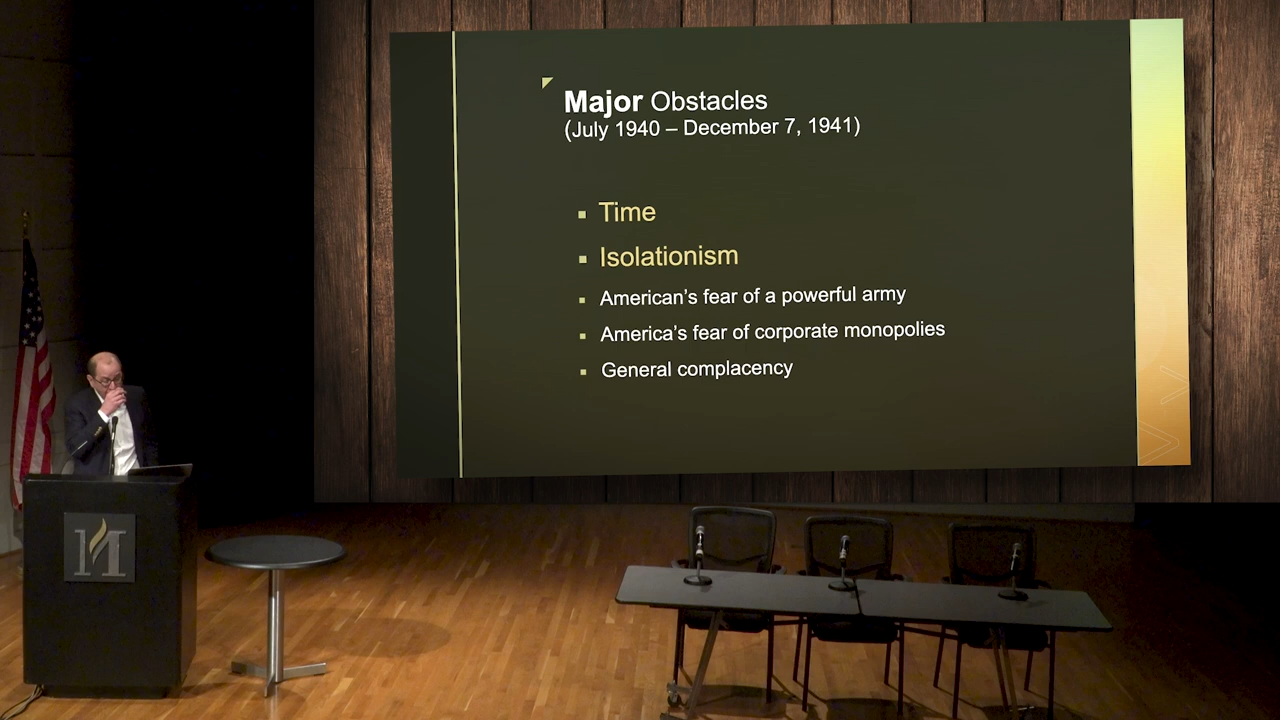 Major Obstacles
(July 1940 – December 7, 1941)
Time
Isolationism
American's fear of a powerful army
America's fear of corporate monopolies
General complacency